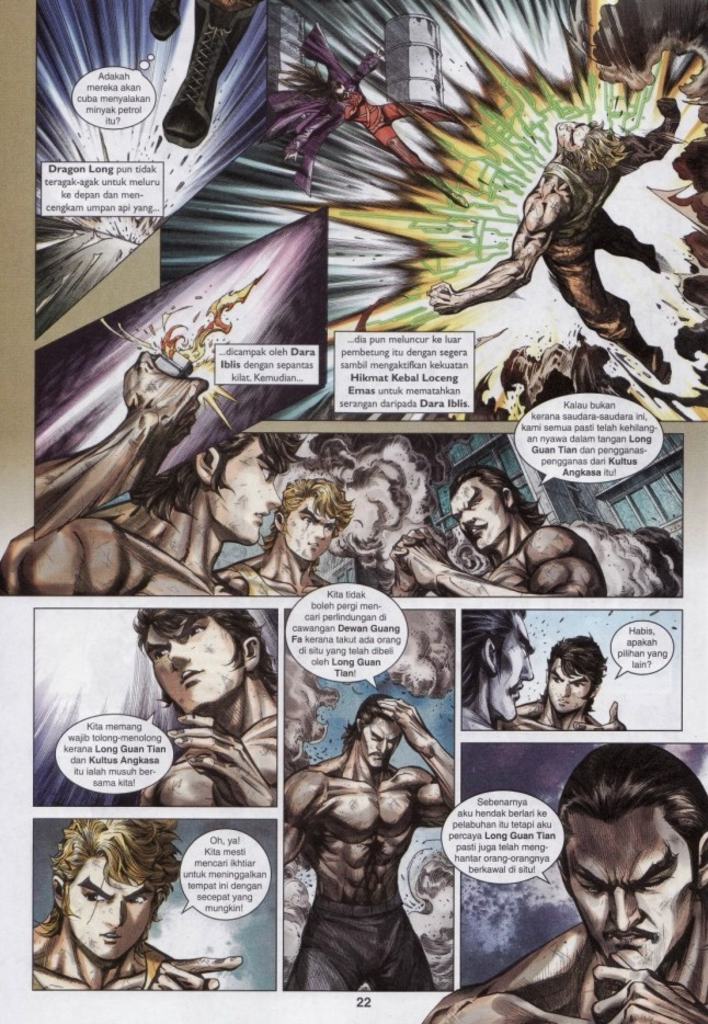 Adakah
mereka akan
cuba menyalakan
minyak petrol
itu?
Dragon Long pun tidak
teragak-agak untuk meluru
ke depan dan men-
cengkam umpan api yang...
...dicampak oleh Dara
Iblis dengan sepantas
kilat. Kemudian...
...dia pun meluncur ke luar
pembetung itu dengan segera
sambil mengaplikasi kekuatan
Hikmat Kebal Loceng
Emas untuk mematahkan
serangan daripada Dara Iblis.
Kalau bukan
kerana saudara-saudara ini,
kami semua pasti telah kehilang-
an nyawa dalam tangan Long
Guan Tian dan pengganas-
pengganas dari Kultus
Angkasa itu!
Kita memang
wajib tolong-menolong
kerana Long Guan Tian
dan Kultus Angkasa
itu ialah musuh ber-
sama kita!
Kita tidak
boleh pergi men-
cari perlindungan di
cawangan Dewan Guang
Fa kerana takut ada orang
di situ yang telah dibeli
oleh Long Guan
Tian!
Habis,
apakah
pilihan yang
lain?
Oh, ya!
Kita mesti
mencari ikhtiar
untuk meninggalkan
tempat ini dengan
secepat yang
mungkin!
Sebenarnya,
aku hendak berlari ke
pelabuhan itu tetapi aku
percaya Long Guan Tian
pasti juga telah meng-
hantar orang-orangnya
berkawal di situ!
22